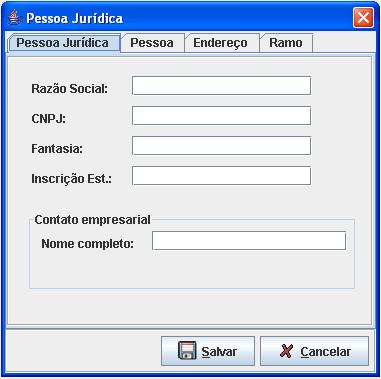 Pessoa Jurídica
Pessoa Jurídica Pessoa Endereço Ramo
Razão Social:
CNPJ:
Fantasia:
Inscrição Est.:
Contato empresarial
Nome completo:
Salvar Cancelar